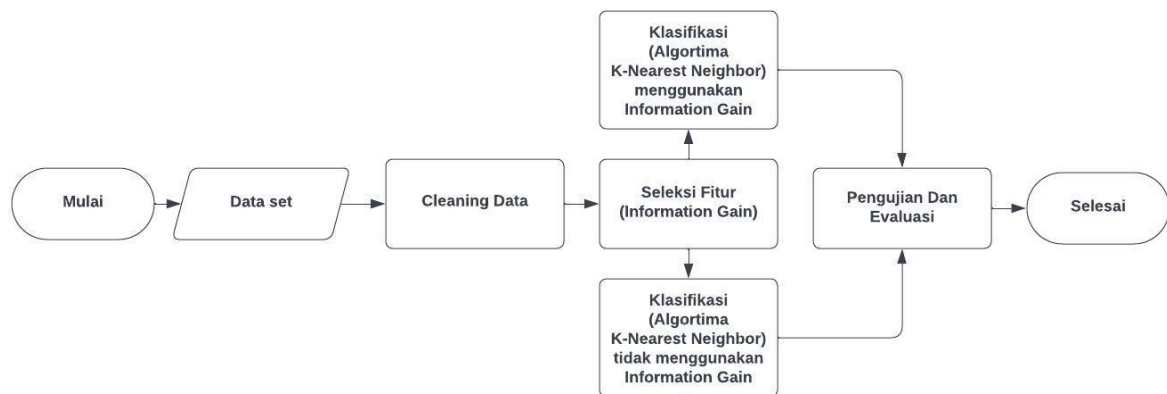 Mulai
Data set
Cleaning Data
Klasifikasi
(Algortima
K-Nearest Neighbor)
menggunakan
Information Gain
Seleksi Fitur
(Information Gain)
Klasifikasi
(Algortima
K-Nearest Neighbor)
tidak menggunakan
Information Gain
Pengujian Dan
Evaluasi
Selesai